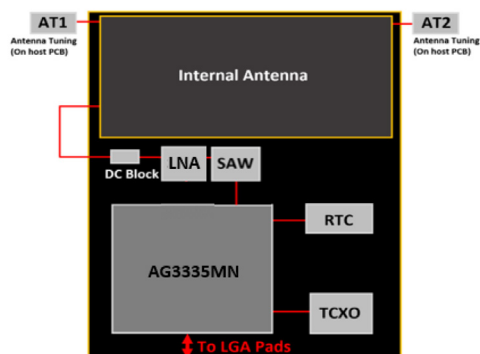 AT1
AT2
Antenna Tuning
(On host PCB)
Antenna Tuning
(On host PCB)
Internal Antenna
DC Block
LNA
SAW
RTC
AG3335MN
TCXO
To LGA Pads